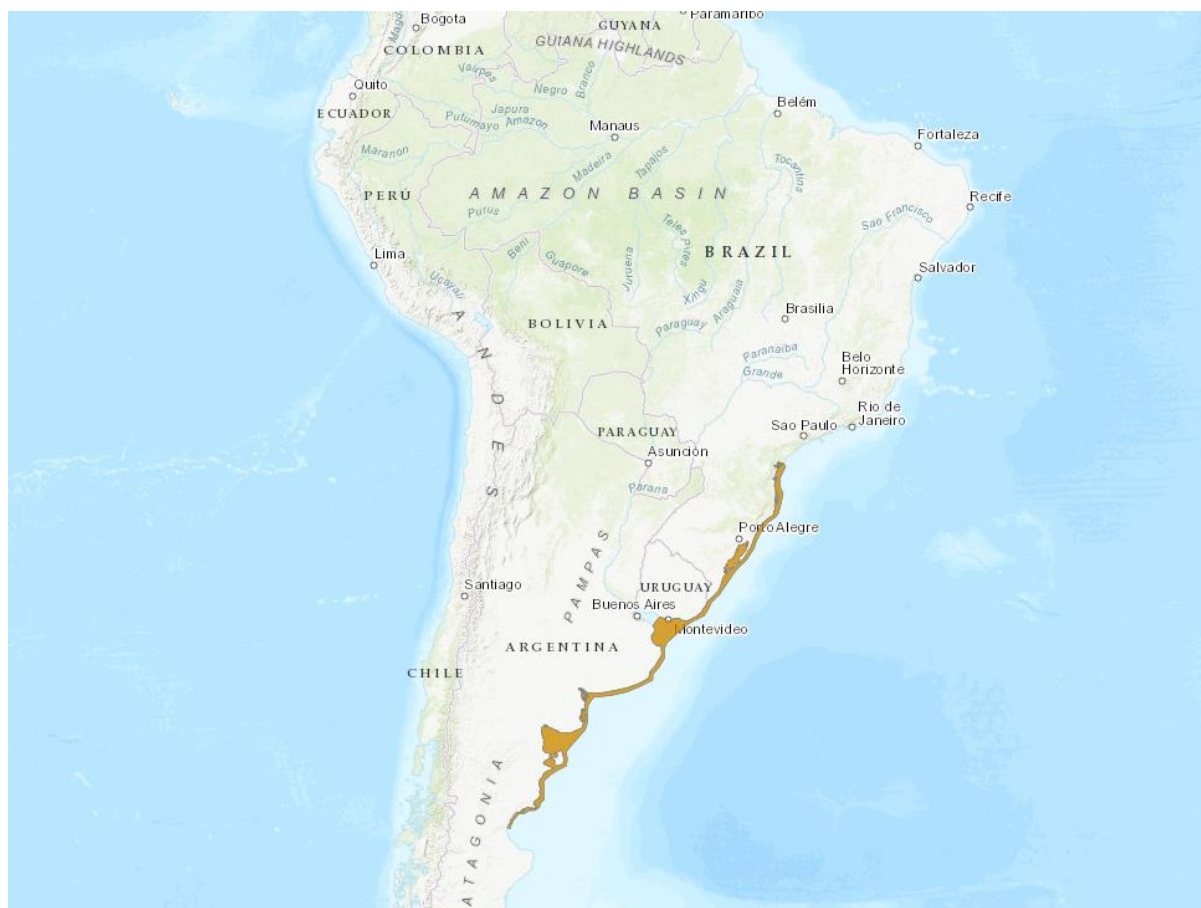 Bogota
Paramaribo
GUYANA
COLOMBIA
GUIANA HIGHLANDS
Vairpes
Branco
Negro
Quito
ECUADOR
Japura
Putumayo
Amazon
Manaus
Belém
Fortaleza
Maranon
Madeira
Tapajos
Tocantins
PERÚ
AMAZON BASIN
Purus
Recife
Sao Francisco
Teles Pires
BRAZIL
Lima
Beni
Guapore
Juruena
Xingu
Araguaia
Salvador
Ucayali
ANDES
BOLIVIA
Paraguay
Brasilia
Paranaiba
Grande
Belo
Horizonte
PARAGUAY
Sao Paulo
Rio de
Janeiro
Asunción
Parana
Porto Alegre
PAMPAS
Santiago
URUGUAY
Buenos Aires
Montevideo
ARGENTINA
CHILE
ATAGONIA